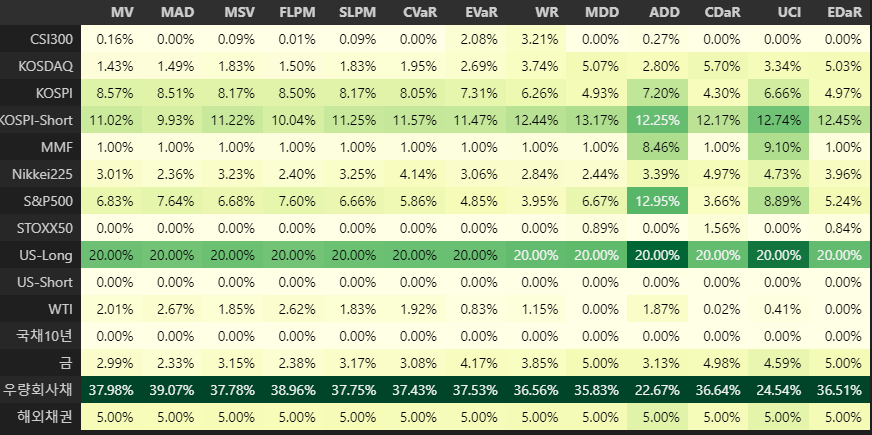 MV MAD MSV FLPM SLPM CVaR EVaR WR MDD ADD CDaR UCI EDaR
CSI300 0.16% 0.00% 0.09% 0.01% 0.09% 0.00% 2.08% 3.21% 0.00% 0.27% 0.00% 0.00% 0.00%
KOSDAQ 1.43% 1.49% 1.83% 1.50% 1.83% 1.95% 2.69% 3.74% 5.07% 2.80% 5.70% 3.34% 5.03%
KOSPI 8.57% 8.51% 8.17% 8.50% 8.17% 8.05% 7.31% 6.26% 4.93% 7.20% 4.30% 6.66% 4.97%
KOSPI-Short 11.02% 9.93% 11.22% 10.04% 11.25% 11.57% 11.47% 12.44% 13.17% 12.25% 12.17% 12.74% 12.45%
MMF 1.00% 1.00% 1.00% 1.00% 1.00% 1.00% 1.00% 1.00% 1.00% 8.46% 1.00% 9.10% 1.00%
Nikkei225 3.01% 2.36% 3.23% 2.40% 3.25% 4.14% 3.06% 2.84% 2.44% 3.39% 4.97% 4.73% 3.96%
S&P500 6.83% 7.64% 6.68% 7.60% 6.66% 5.86% 4.85% 3.95% 6.67% 12.95% 3.66% 8.89% 5.24%
STOXX50 0.00% 0.00% 0.00% 0.00% 0.00% 0.00% 0.00% 0.00% 0.89% 0.00% 1.56% 0.00% 0.84%
US-Long 20.00% 20.00% 20.00% 20.00% 20.00% 20.00% 20.00% 20.00% 20.00% 20.00% 20.00% 20.00% 20.00%
US-Short 0.00% 0.00% 0.00% 0.00% 0.00% 0.00% 0.00% 0.00% 0.00% 0.00% 0.00% 0.00% 0.00%
WTI 2.01% 2.67% 1.85% 2.62% 1.83% 1.92% 0.83% 1.15% 0.00% 1.87% 0.02% 0.41% 0.00%
국채10년 0.00% 0.00% 0.00% 0.00% 0.00% 0.00% 0.00% 0.00% 0.00% 0.00% 0.00% 0.00% 0.00%
금 2.99% 2.33% 3.15% 2.38% 3.17% 3.08% 4.17% 3.85% 5.00% 3.13% 4.98% 4.59% 5.00%
우량회사채 37.98% 39.07% 37.78% 38.96% 37.75% 37.43% 37.53% 36.56% 35.83% 22.67% 36.64% 24.54% 36.51%
해외채권 5.00% 5.00% 5.00% 5.00% 5.00% 5.00% 5.00% 5.00% 5.00% 5.00% 5.00% 5.00% 5.00%